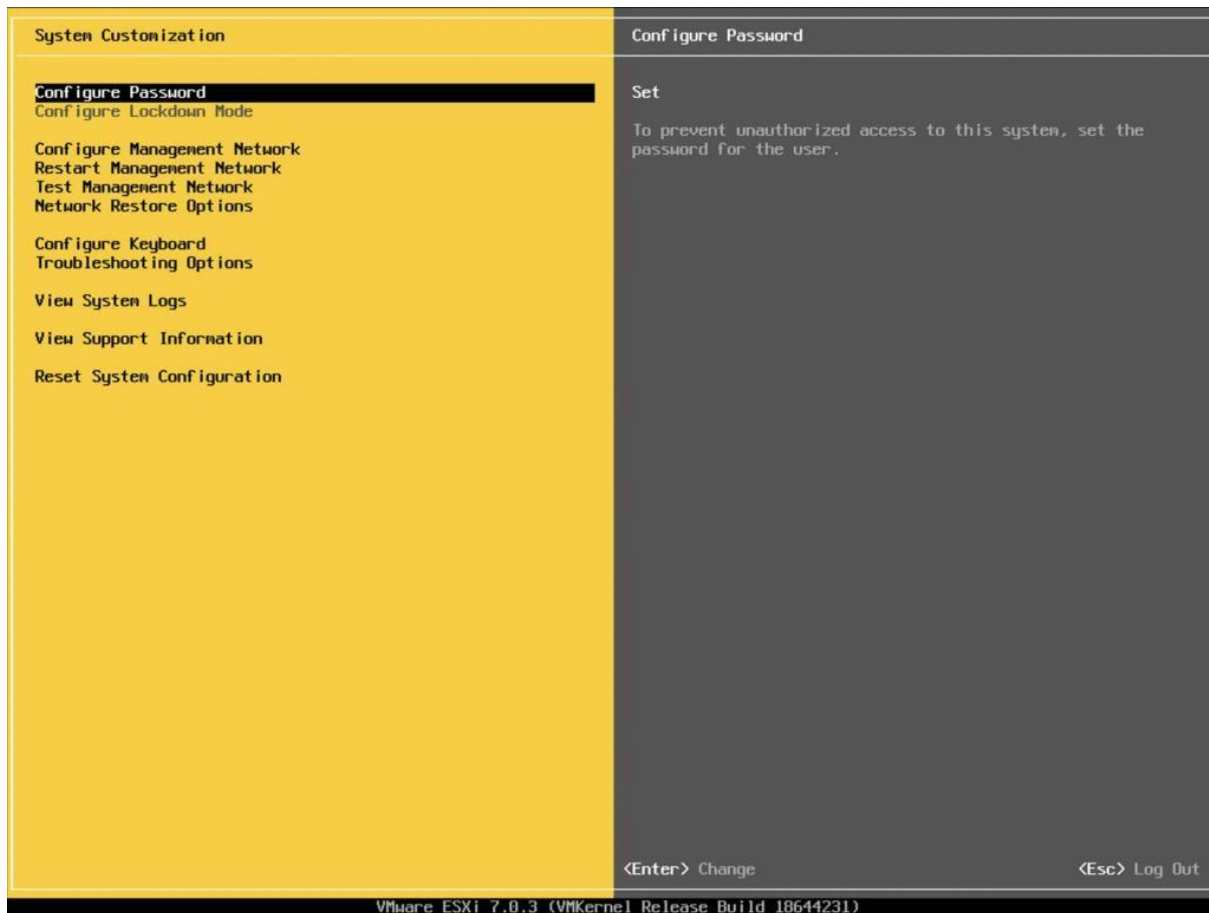 System Customization
Configure Password
Configure Password
Configure Lockdown Mode
Configure Management Network
Restart Management Network
Test Management Network
Network Restore Options
Configure Keyboard
Troubleshooting Options
View System Logs
View Support Information
Reset System Configuration
Set
To prevent unauthorized access to this system, set the
password for the user.
<Enter> Change
<Esc> Log Out
VMware ESXi 7.0.3 (VMKernel Release Build 18644231)